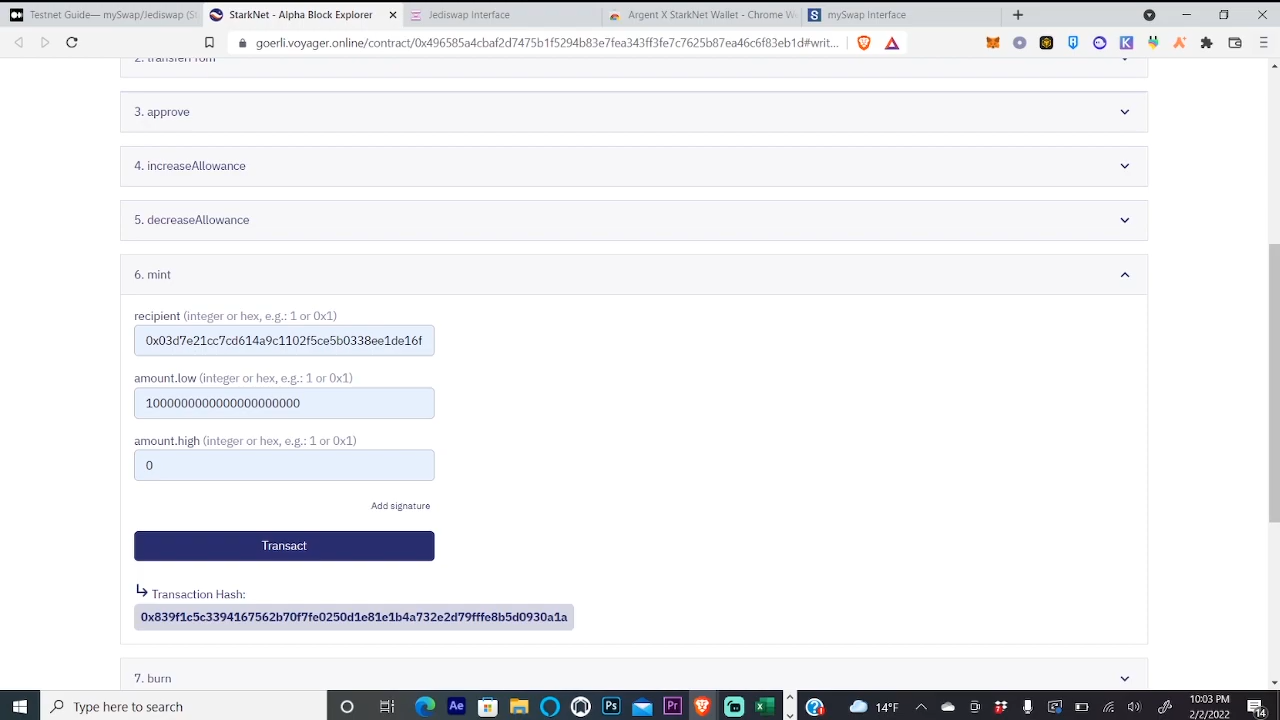 Testnet Guide— mySwap/Jediswap (S
StarkNet - Alpha Block Explorer
Jediswap Interface
Argent X StarkNet Wallet - Chrome W
mySwap Interface
goerli.voyager.online/contract/0x496585a4cbaf2d7475b1f5294b83e7fea343ff3fe7c7625b87ea46c6f83eb1d#writ...
2. transferFrom
3. approve
4. increaseAllowance
5. decreaseAllowance
6. mint
recipient (integer or hex, e.g.: 1 or 0x1)
0x03d7e21cc7cd614a9c1102f5ce5b0338ee1de16f
amount.low (integer or hex, e.g.: 1 or 0x1)
1000000000000000000000
amount.high (integer or hex, e.g.: 1 or 0x1)
0
Add signature
Transact
Transaction Hash:
0x839f1c5c3394167562b70f7fe0250d1e81e1b4a732e2d79fffe8b5d0930a1a
7. burn
Type here to search
14°F
10:03 PM
2/2/2022